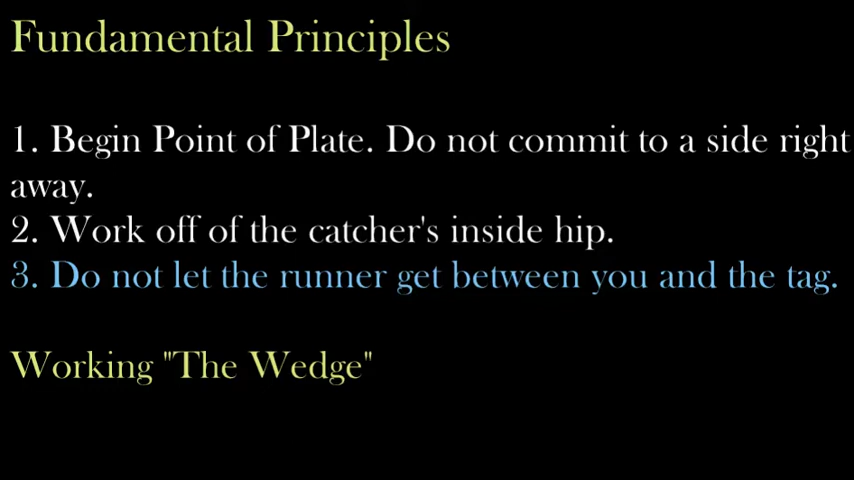 Fundamental Principles
1. Begin Point of Plate. Do not commit to a side right
away.
2. Work off of the catcher's inside hip.
3. Do not let the runner get between you and the tag.
Working "The Wedge"